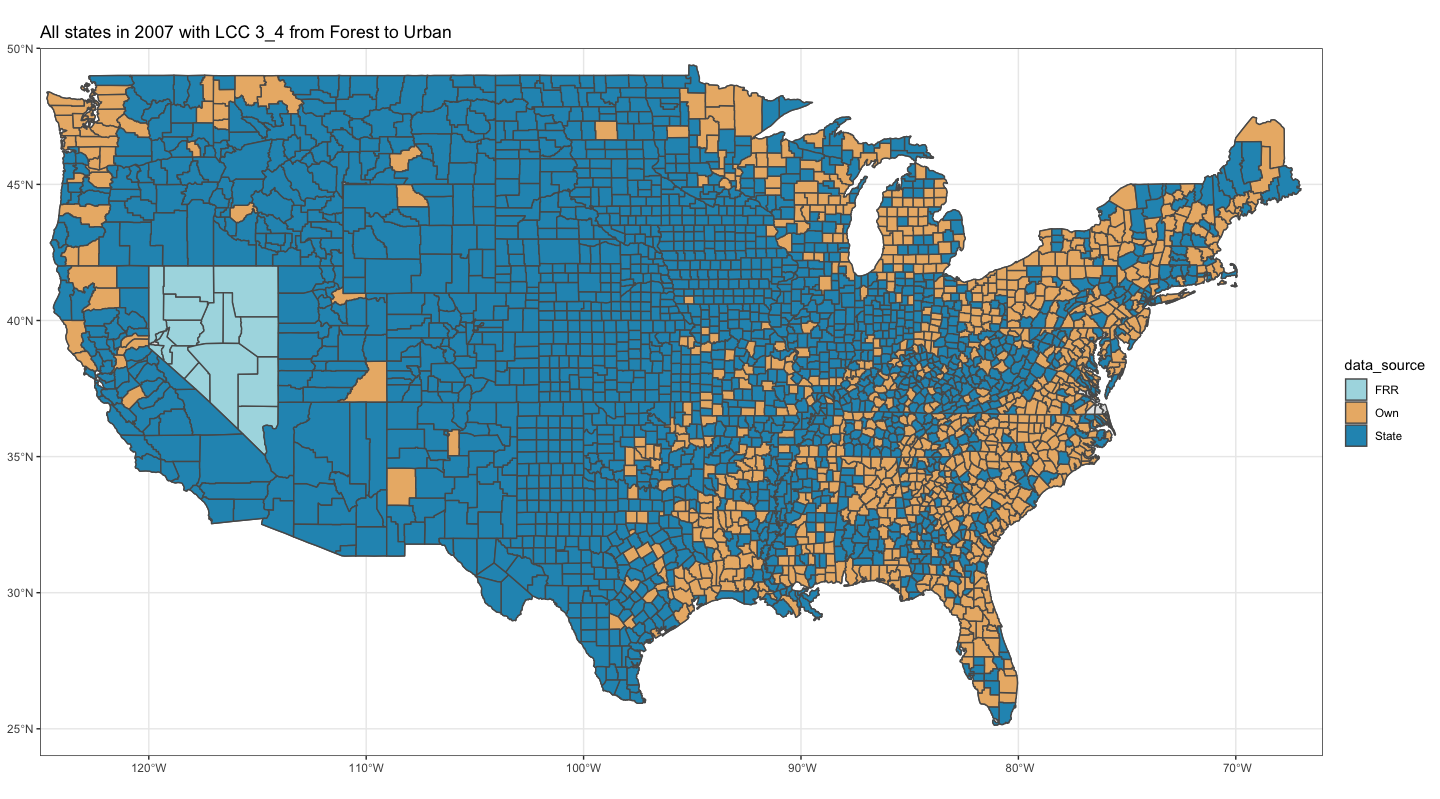 All states in 2007 with LCC 3_4 from Forest to Urban
50°N
45°N
40°N
35°N
30°N
25°N
120°W
110°W
100°W
90°W
80°W
70°W
data_source
FRR
Own
State